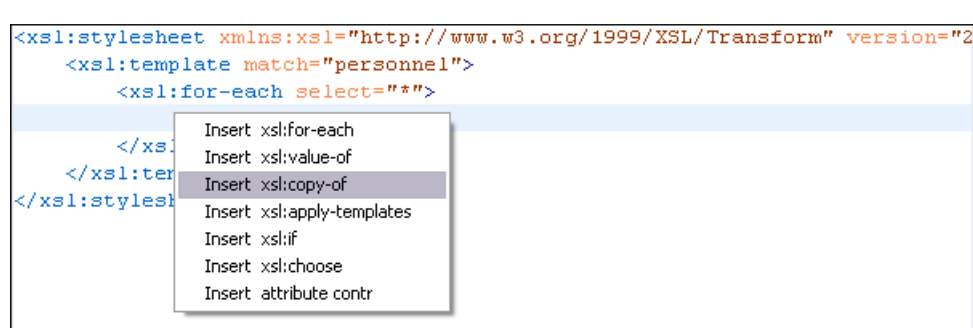 <xsl:stylesheet xmlns:xsl="http://www.w3.org/1999/XSL/Transform" version="2
<xsl:template match="personnel">
<xsl:for-each select="*">
Insert xsl:for-each
</xs
Insert xsl:value-of
</xsl:ter
Insert xsl:copy-of
</xsl:styles
Insert xsl:apply-templates
Insert xsl:if
Insert xsl:choose
Insert attribute contr